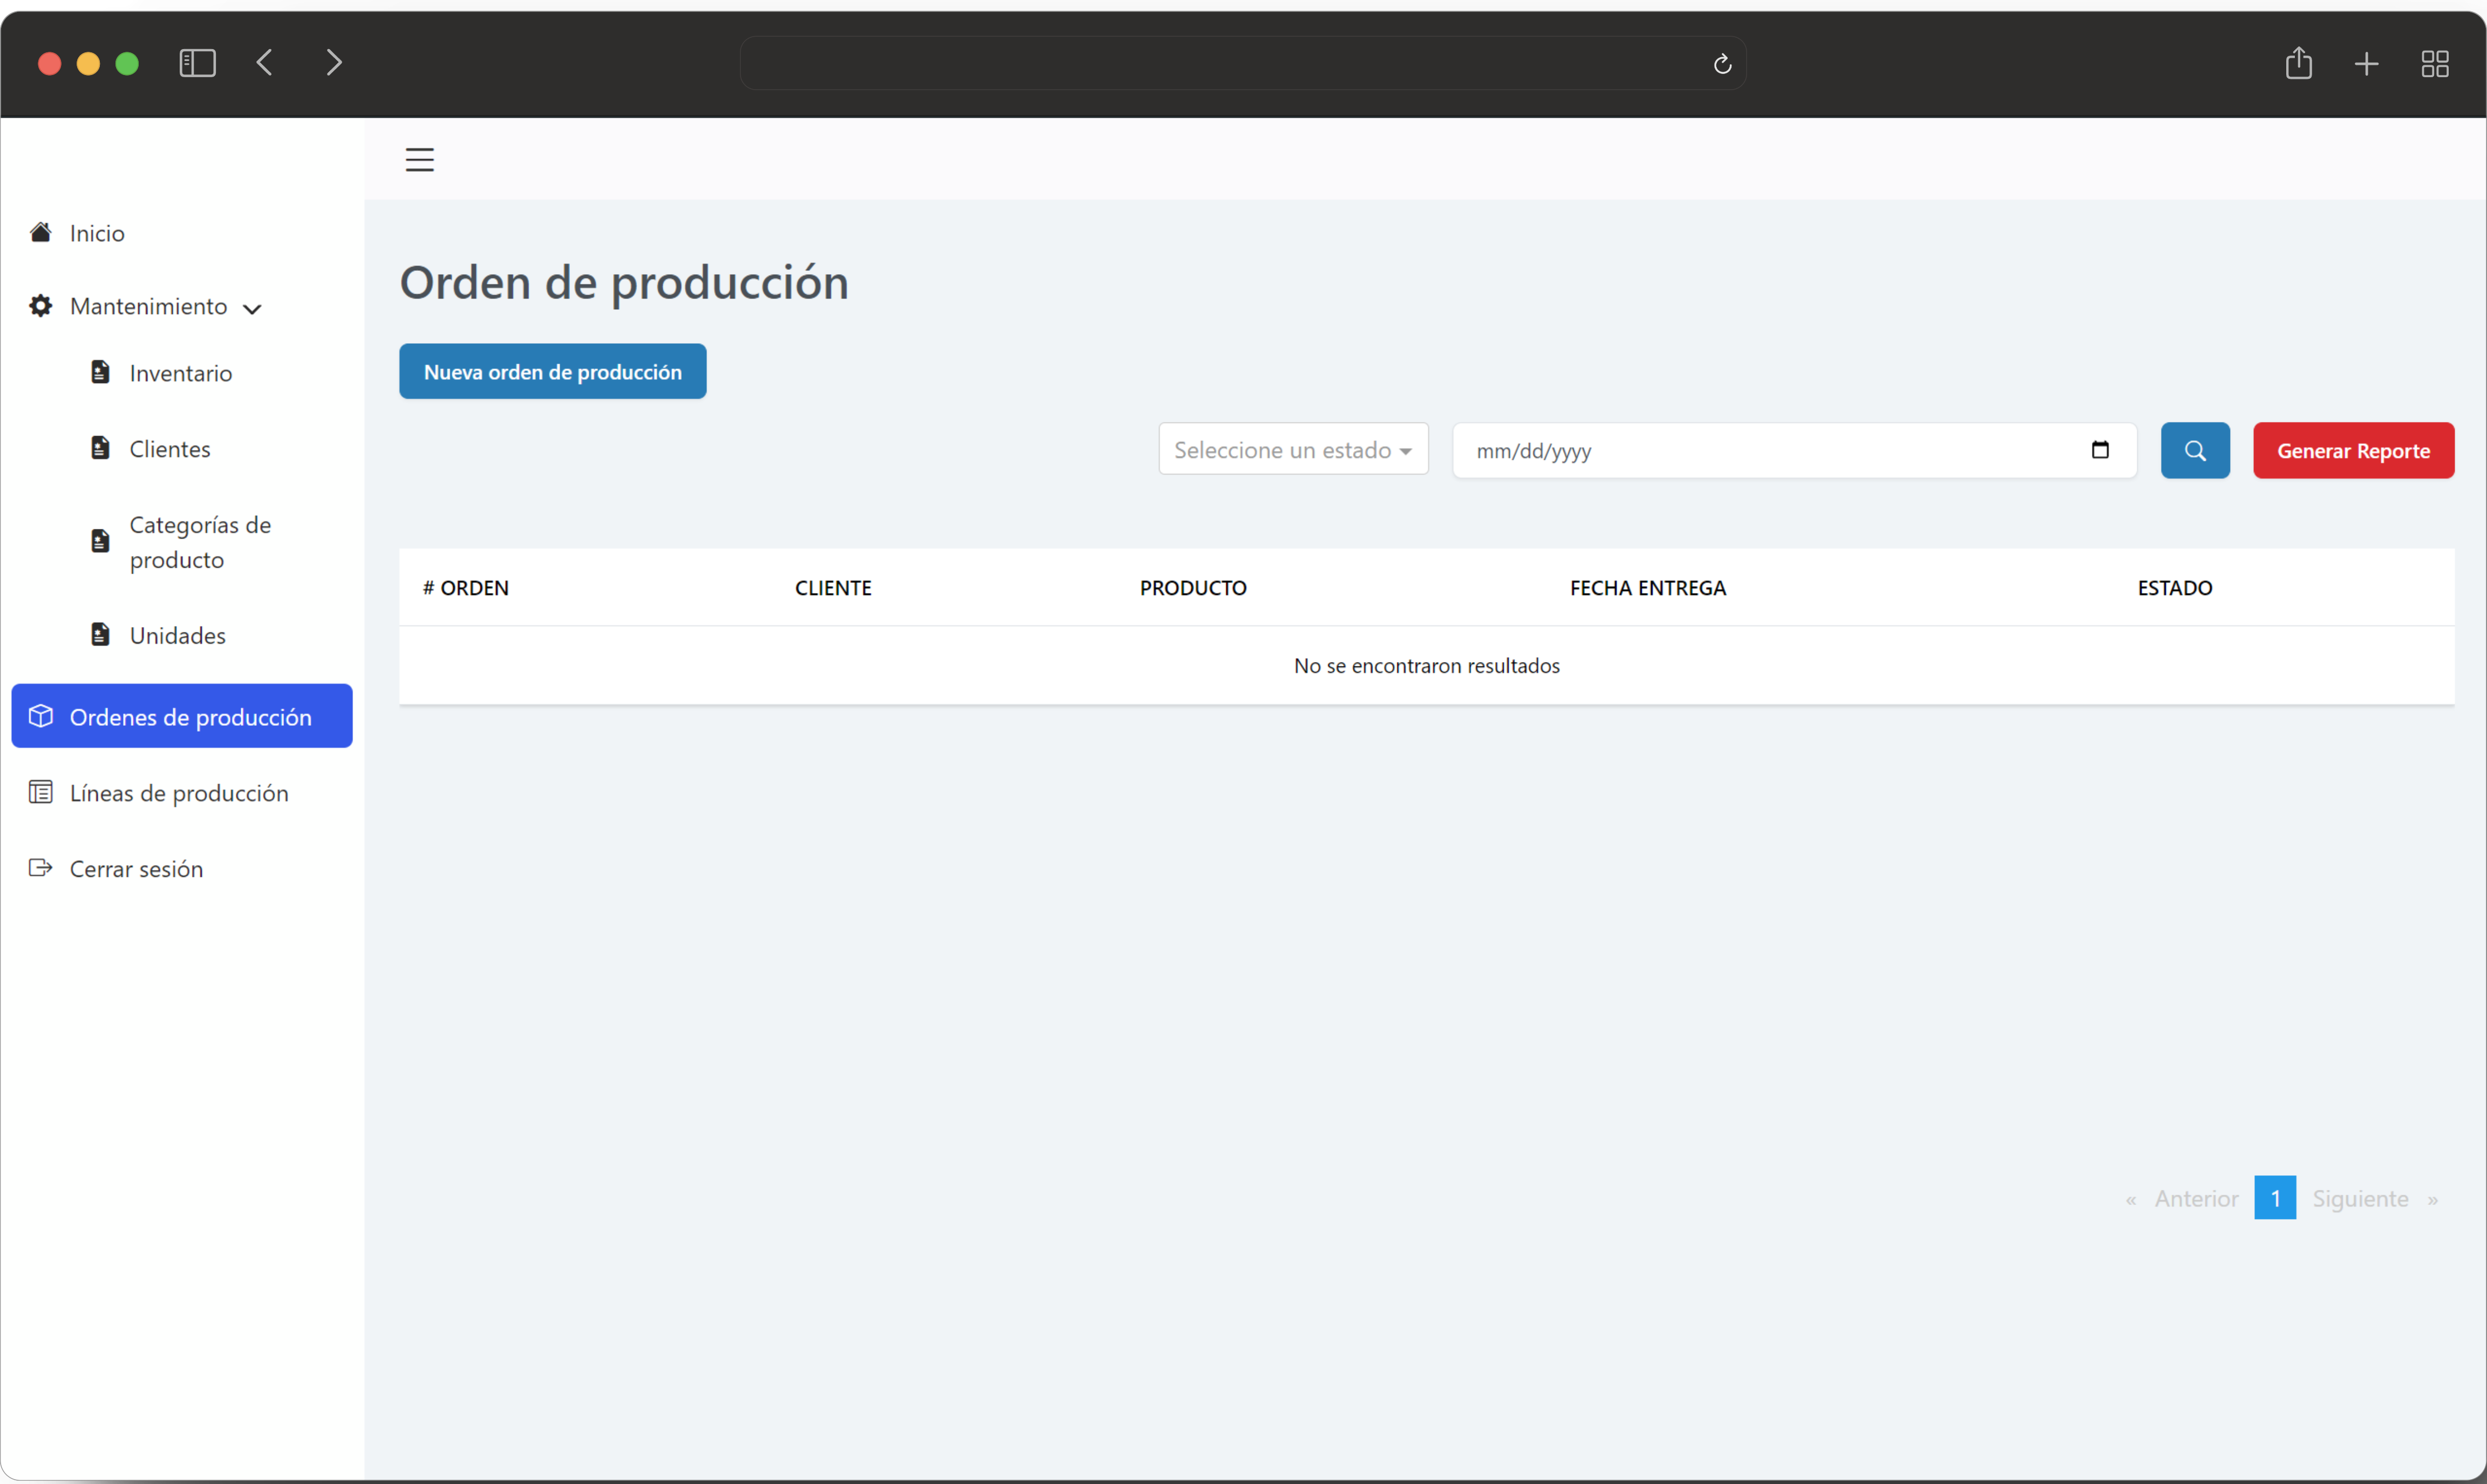 Inicio
Mantenimiento
Inventario
Clientes
Categorías de
producto
Unidades
Ordenes de producción
Líneas de producción
Cerrar sesión
Orden de producción
Nueva orden de producción
Seleccione un estado
mm/dd/yyyy
Generar Reporte
# ORDEN CLIENTE PRODUCTO FECHA ENTREGA ESTADO
No se encontraron resultados
« Anterior 1 Siguiente »